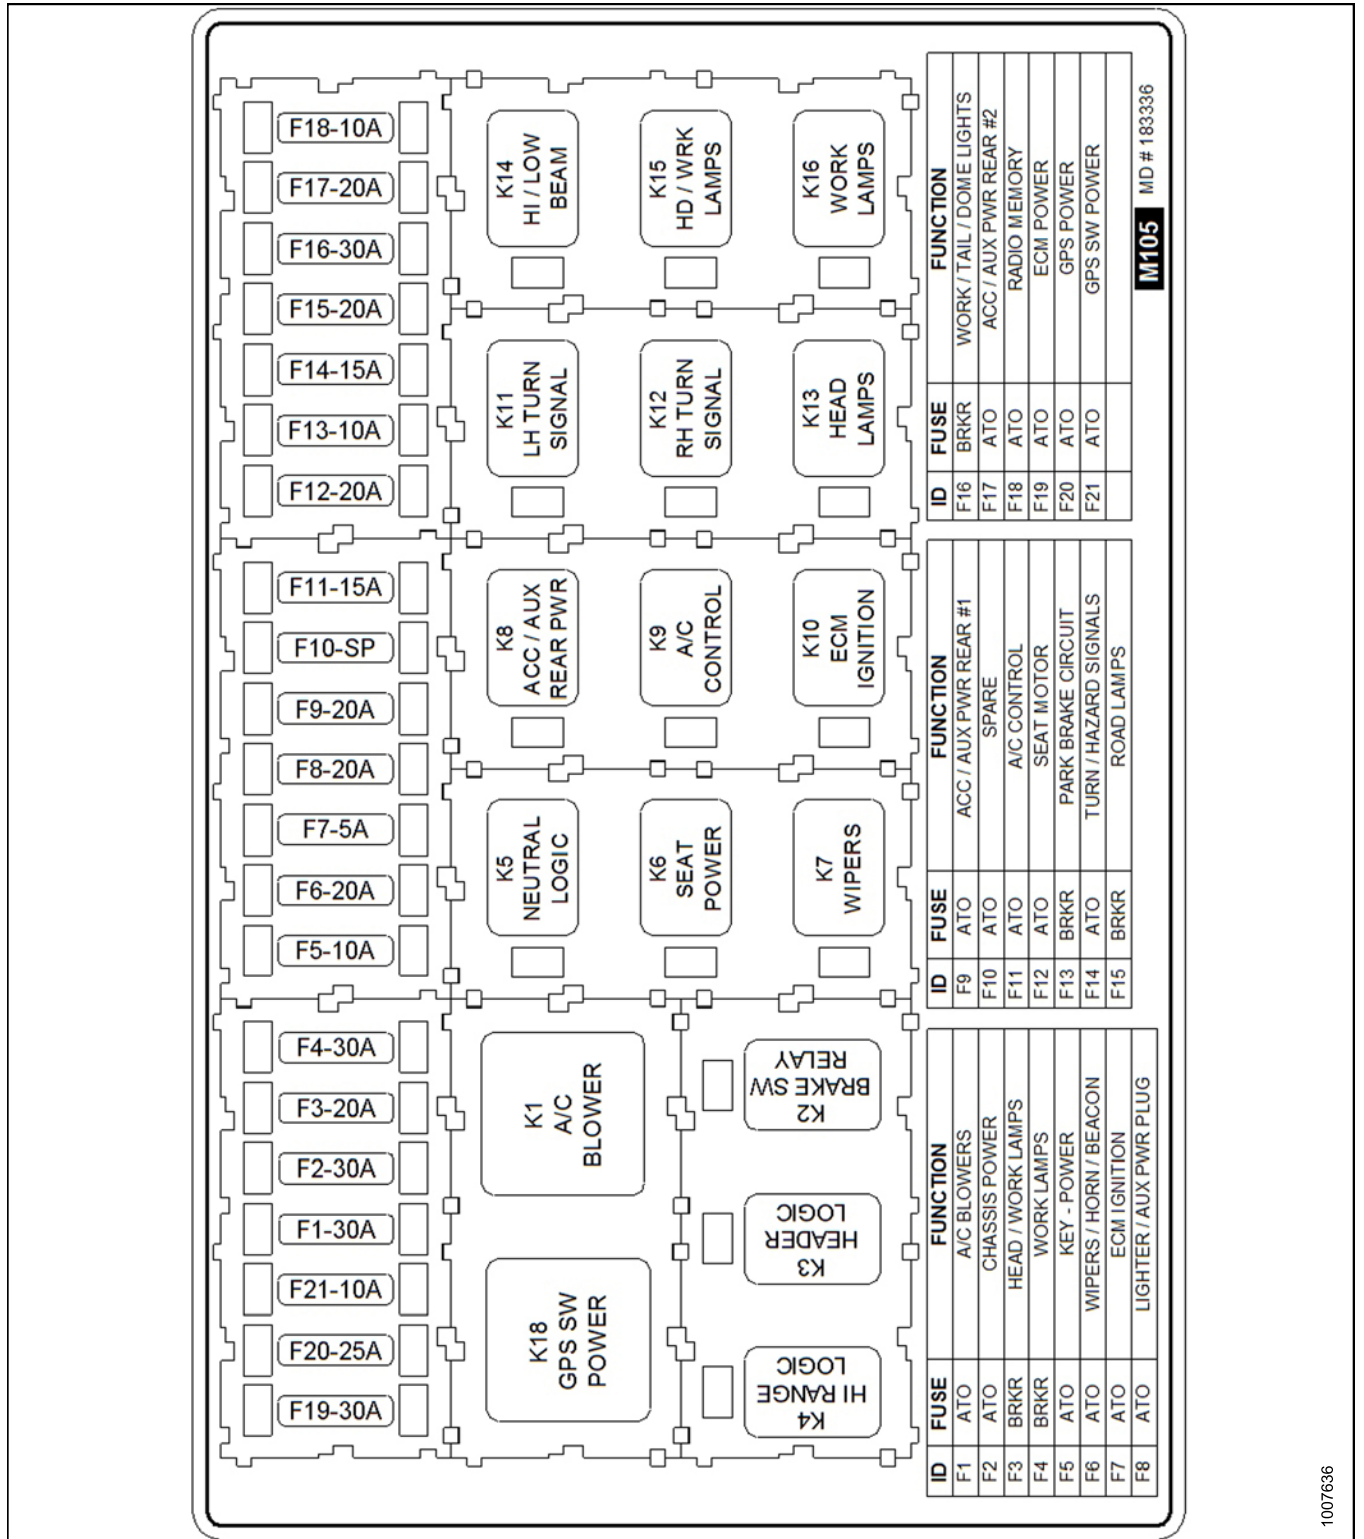 F18-10A
F17-20A
F16-30A
F15-20A
F14-15A
F13-10A
F12-20A
F11-15A
F10-SP
F9-20A
F8-20A
F7-5A
F6-20A
F5-10A
F4-30A
F3-20A
F2-30A
F1-30A
F21-10A
F20-25A
F19-30A
K14
HI / LOW
BEAM
K15
HD / WRK
LAMPS
K16
WORK
LAMPS
K11
LH TURN
SIGNAL
K12
RH TURN
SIGNAL
K13
HEAD
LAMPS
K8
ACC / AUX
REAR PWR
K9
A/C
CONTROL
K10
ECM
IGNITION
K5
NEUTRAL
LOGIC
K6
SEAT
POWER
K7
WIPERS
K1
A/C
BLOWER
K2
BRAKE SW
RELAY
K18
GPS SW
POWER
K3
HEADER
LOGIC
K4
HI RANGE
LOGIC
ID FUSE FUNCTION
F1 ATO A/C BLOWERS
F2 ATO CHASSIS POWER
F3 BRKR HEAD / WORK LAMPS
F4 BRKR WORK LAMPS
F5 ATO KEY - POWER
F6 ATO WIPERS / HORN / BEACON
F7 ATO ECM IGNITION
F8 ATO LIGHTER / AUX PWR PLUG
ID FUSE FUNCTION
F9 ATO ACC / AUX PWR REAR #1
F10 ATO SPARE
F11 ATO A/C CONTROL
F12 ATO SEAT MOTOR
F13 BRKR PARK BRAKE CIRCUIT
F14 ATO TURN / HAZARD SIGNALS
F15 BRKR ROAD LAMPS
ID FUSE FUNCTION
F16 BRKR WORK / TAIL / DOME LIGHTS
F17 ATO ACC / AUX PWR REAR #2
F18 ATO RADIO MEMORY
F19 ATO ECM POWER
F20 ATO GPS POWER
F21 ATO GPS SW POWER
M105 MD # 183336
1007636